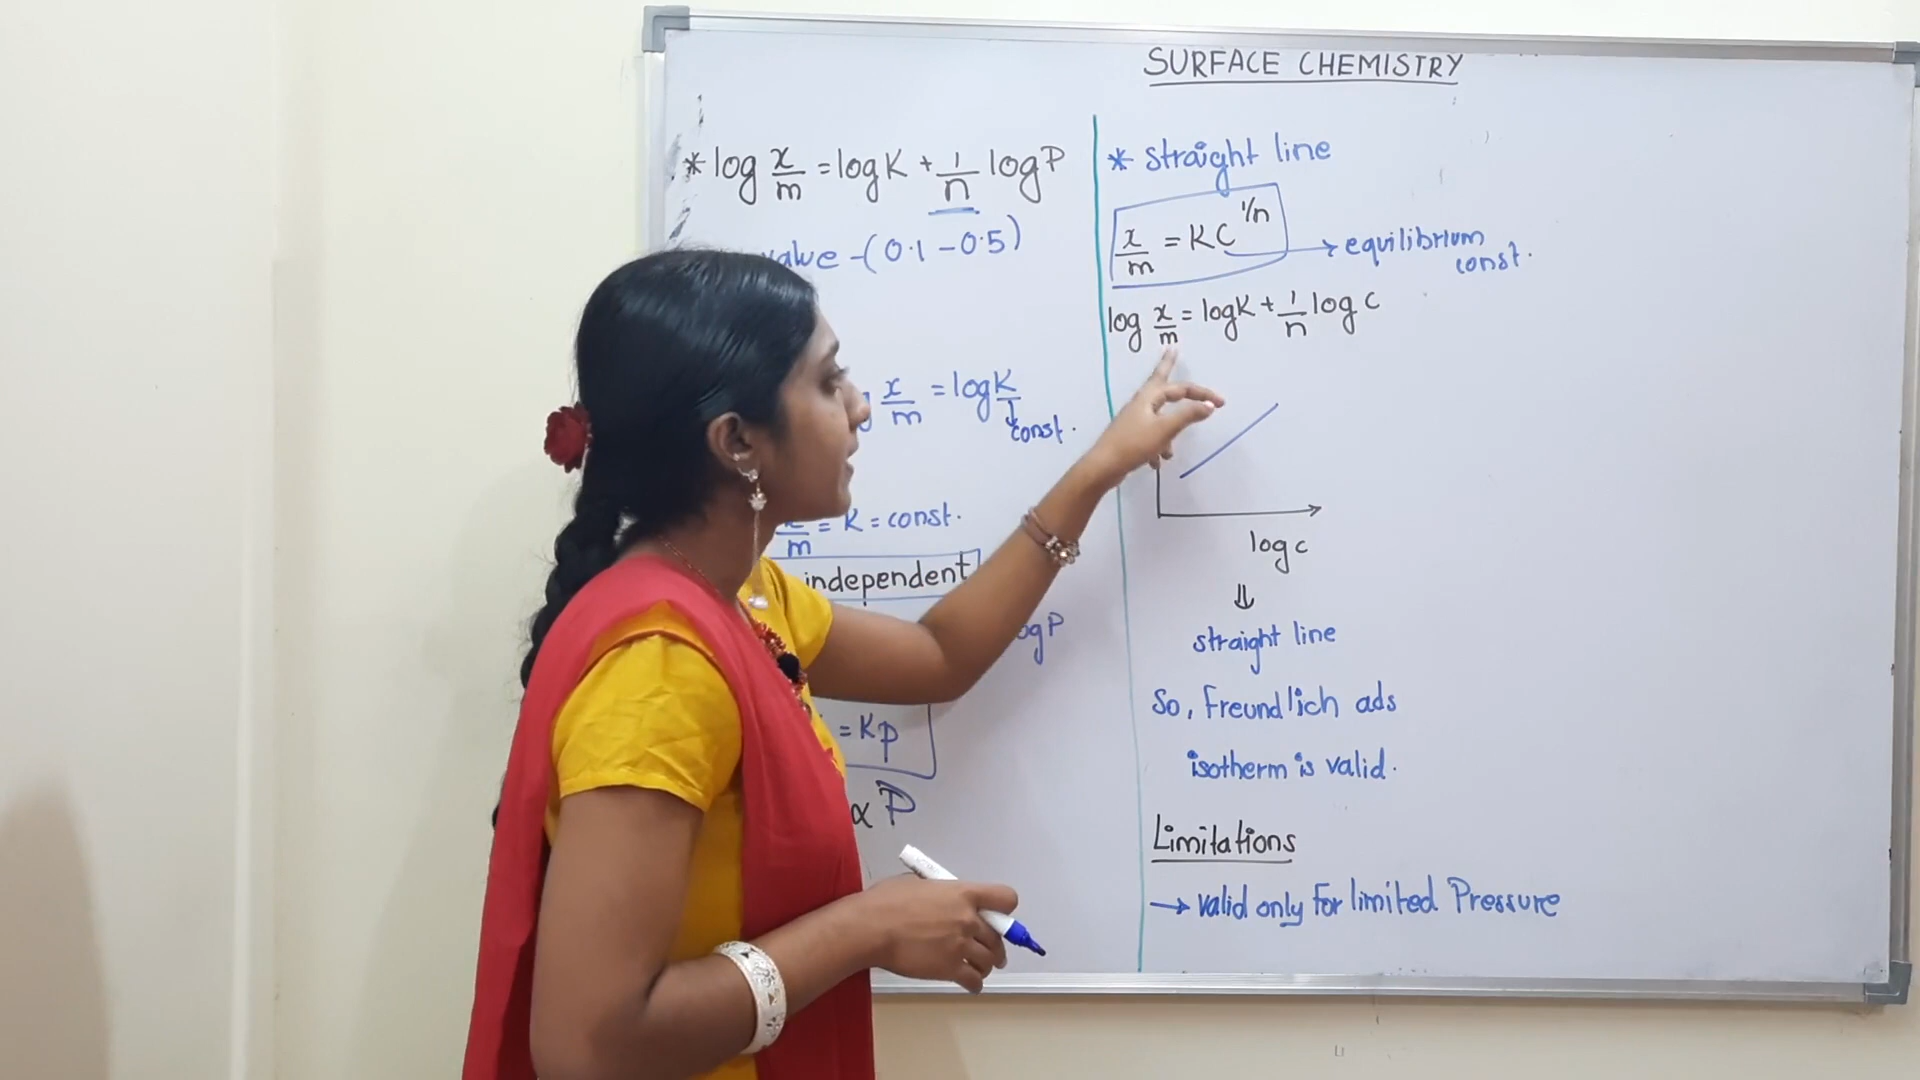 SURFACE CHEMISTRY
* log x/m = log K + 1/n log P
value - (0.1 - 0.5)
x/m = log K
const.
x/m = K = const.
independent
log P
= KP
∝ P
* straight line
x/m = KC^1/n → equilibrium
const.
log x/m = log K + 1/n log C
log c
⇓
straight line
So, Freundlich ads
isotherm is valid.
Limitations
→ valid only for limited Pressure